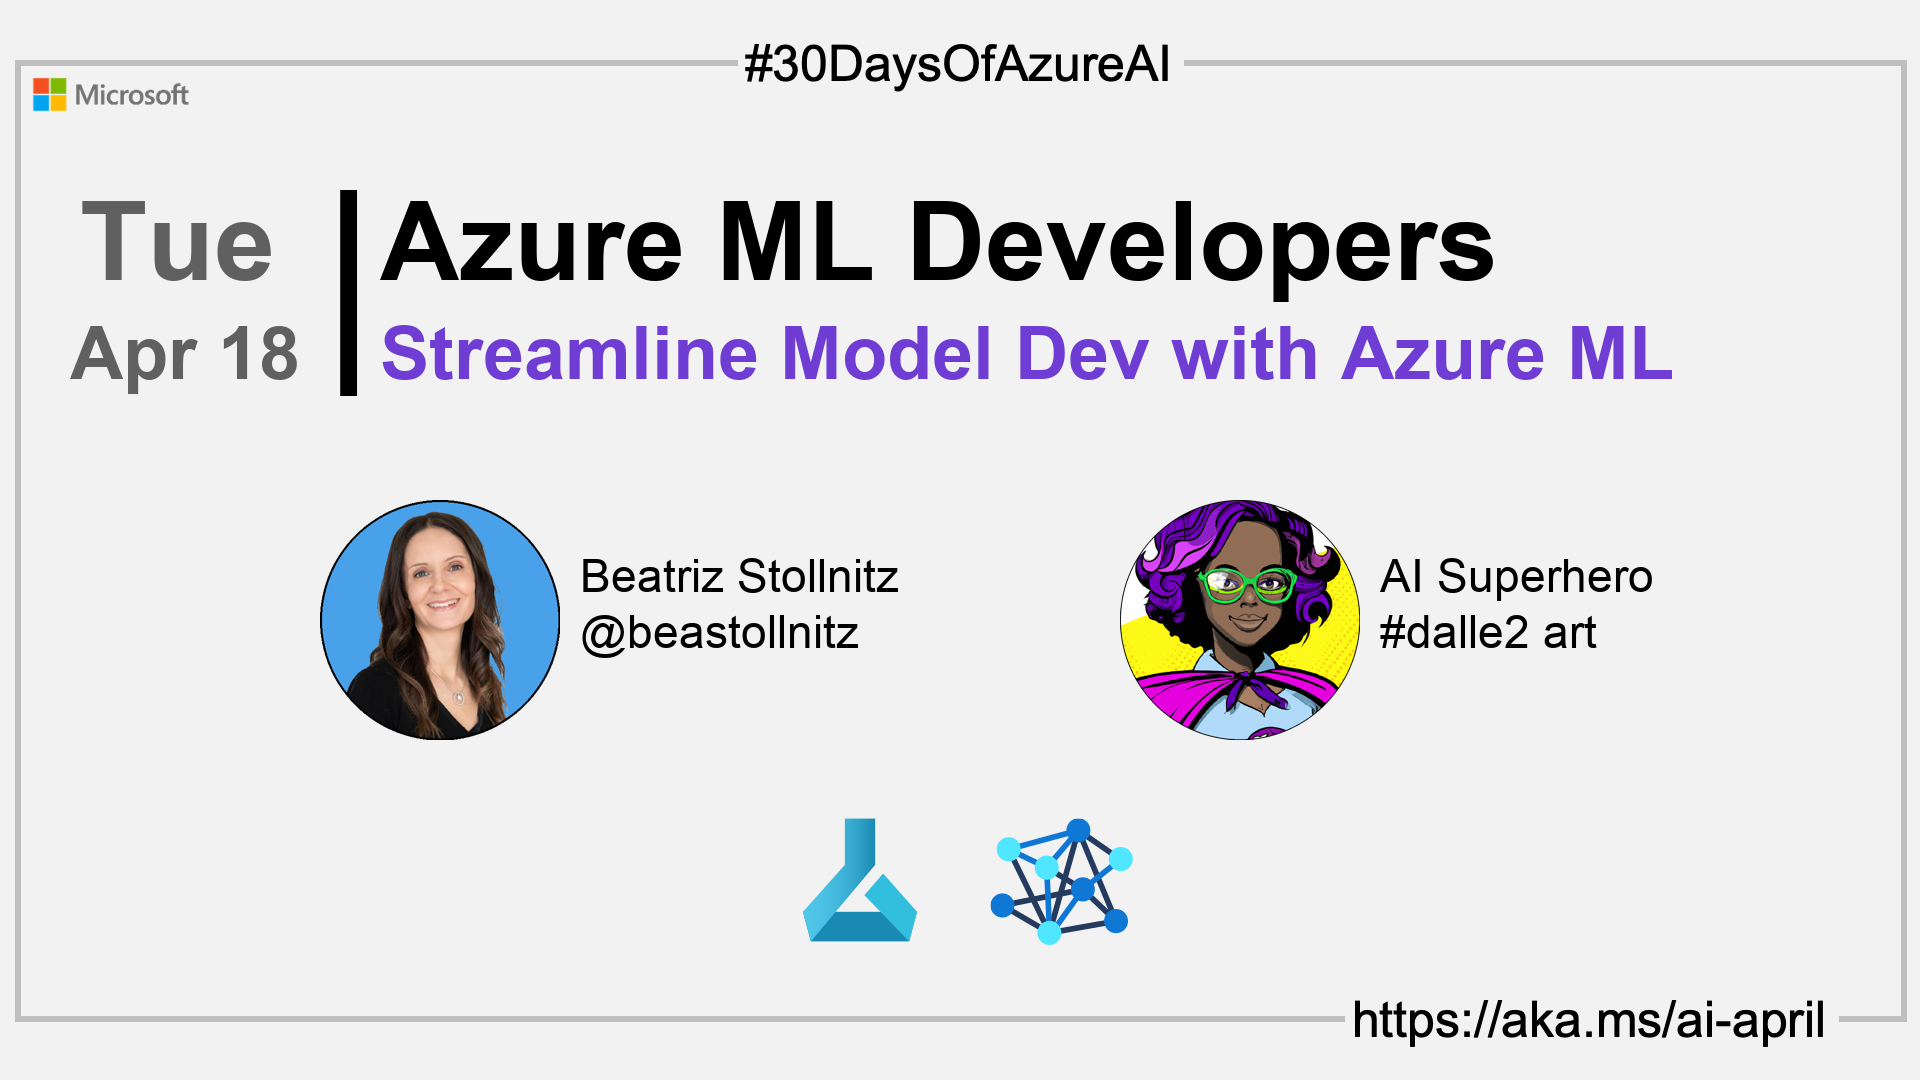 #30DaysOfAzureAI
Microsoft
Tue
Apr 18
Azure ML Developers
Streamline Model Dev with Azure ML
Beatriz Stollnitz
@beastollnitz
AI Superhero
#dalle2 art
https://aka.ms/ai-april